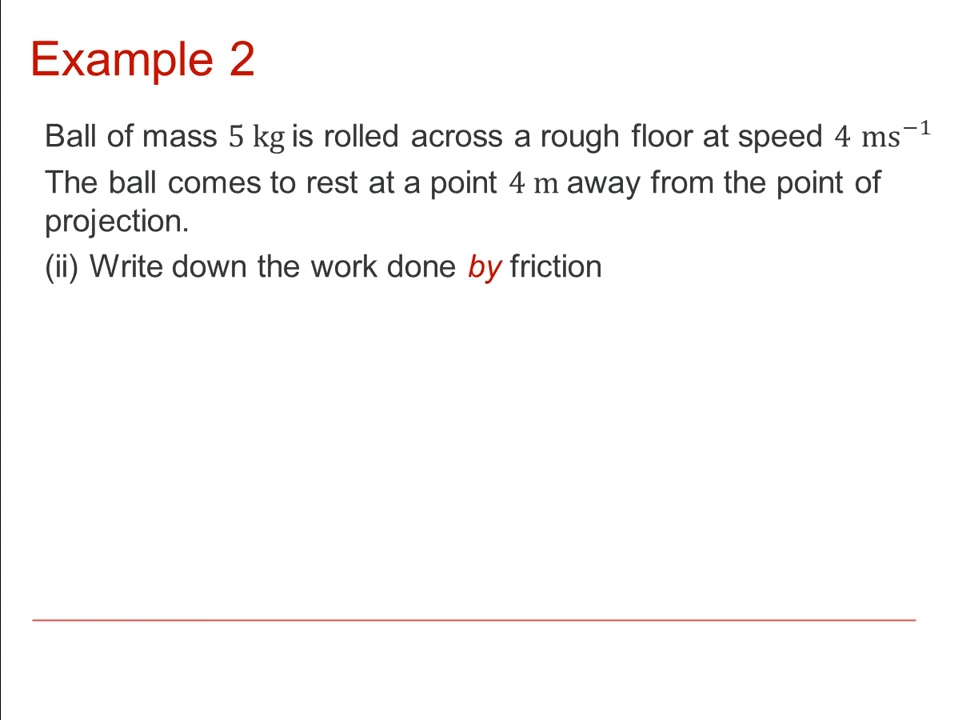 Example 2
Ball of mass 5 kg is rolled across a rough floor at speed 4 ms⁻¹
The ball comes to rest at a point 4 m away from the point of
projection.
(ii) Write down the work done by friction